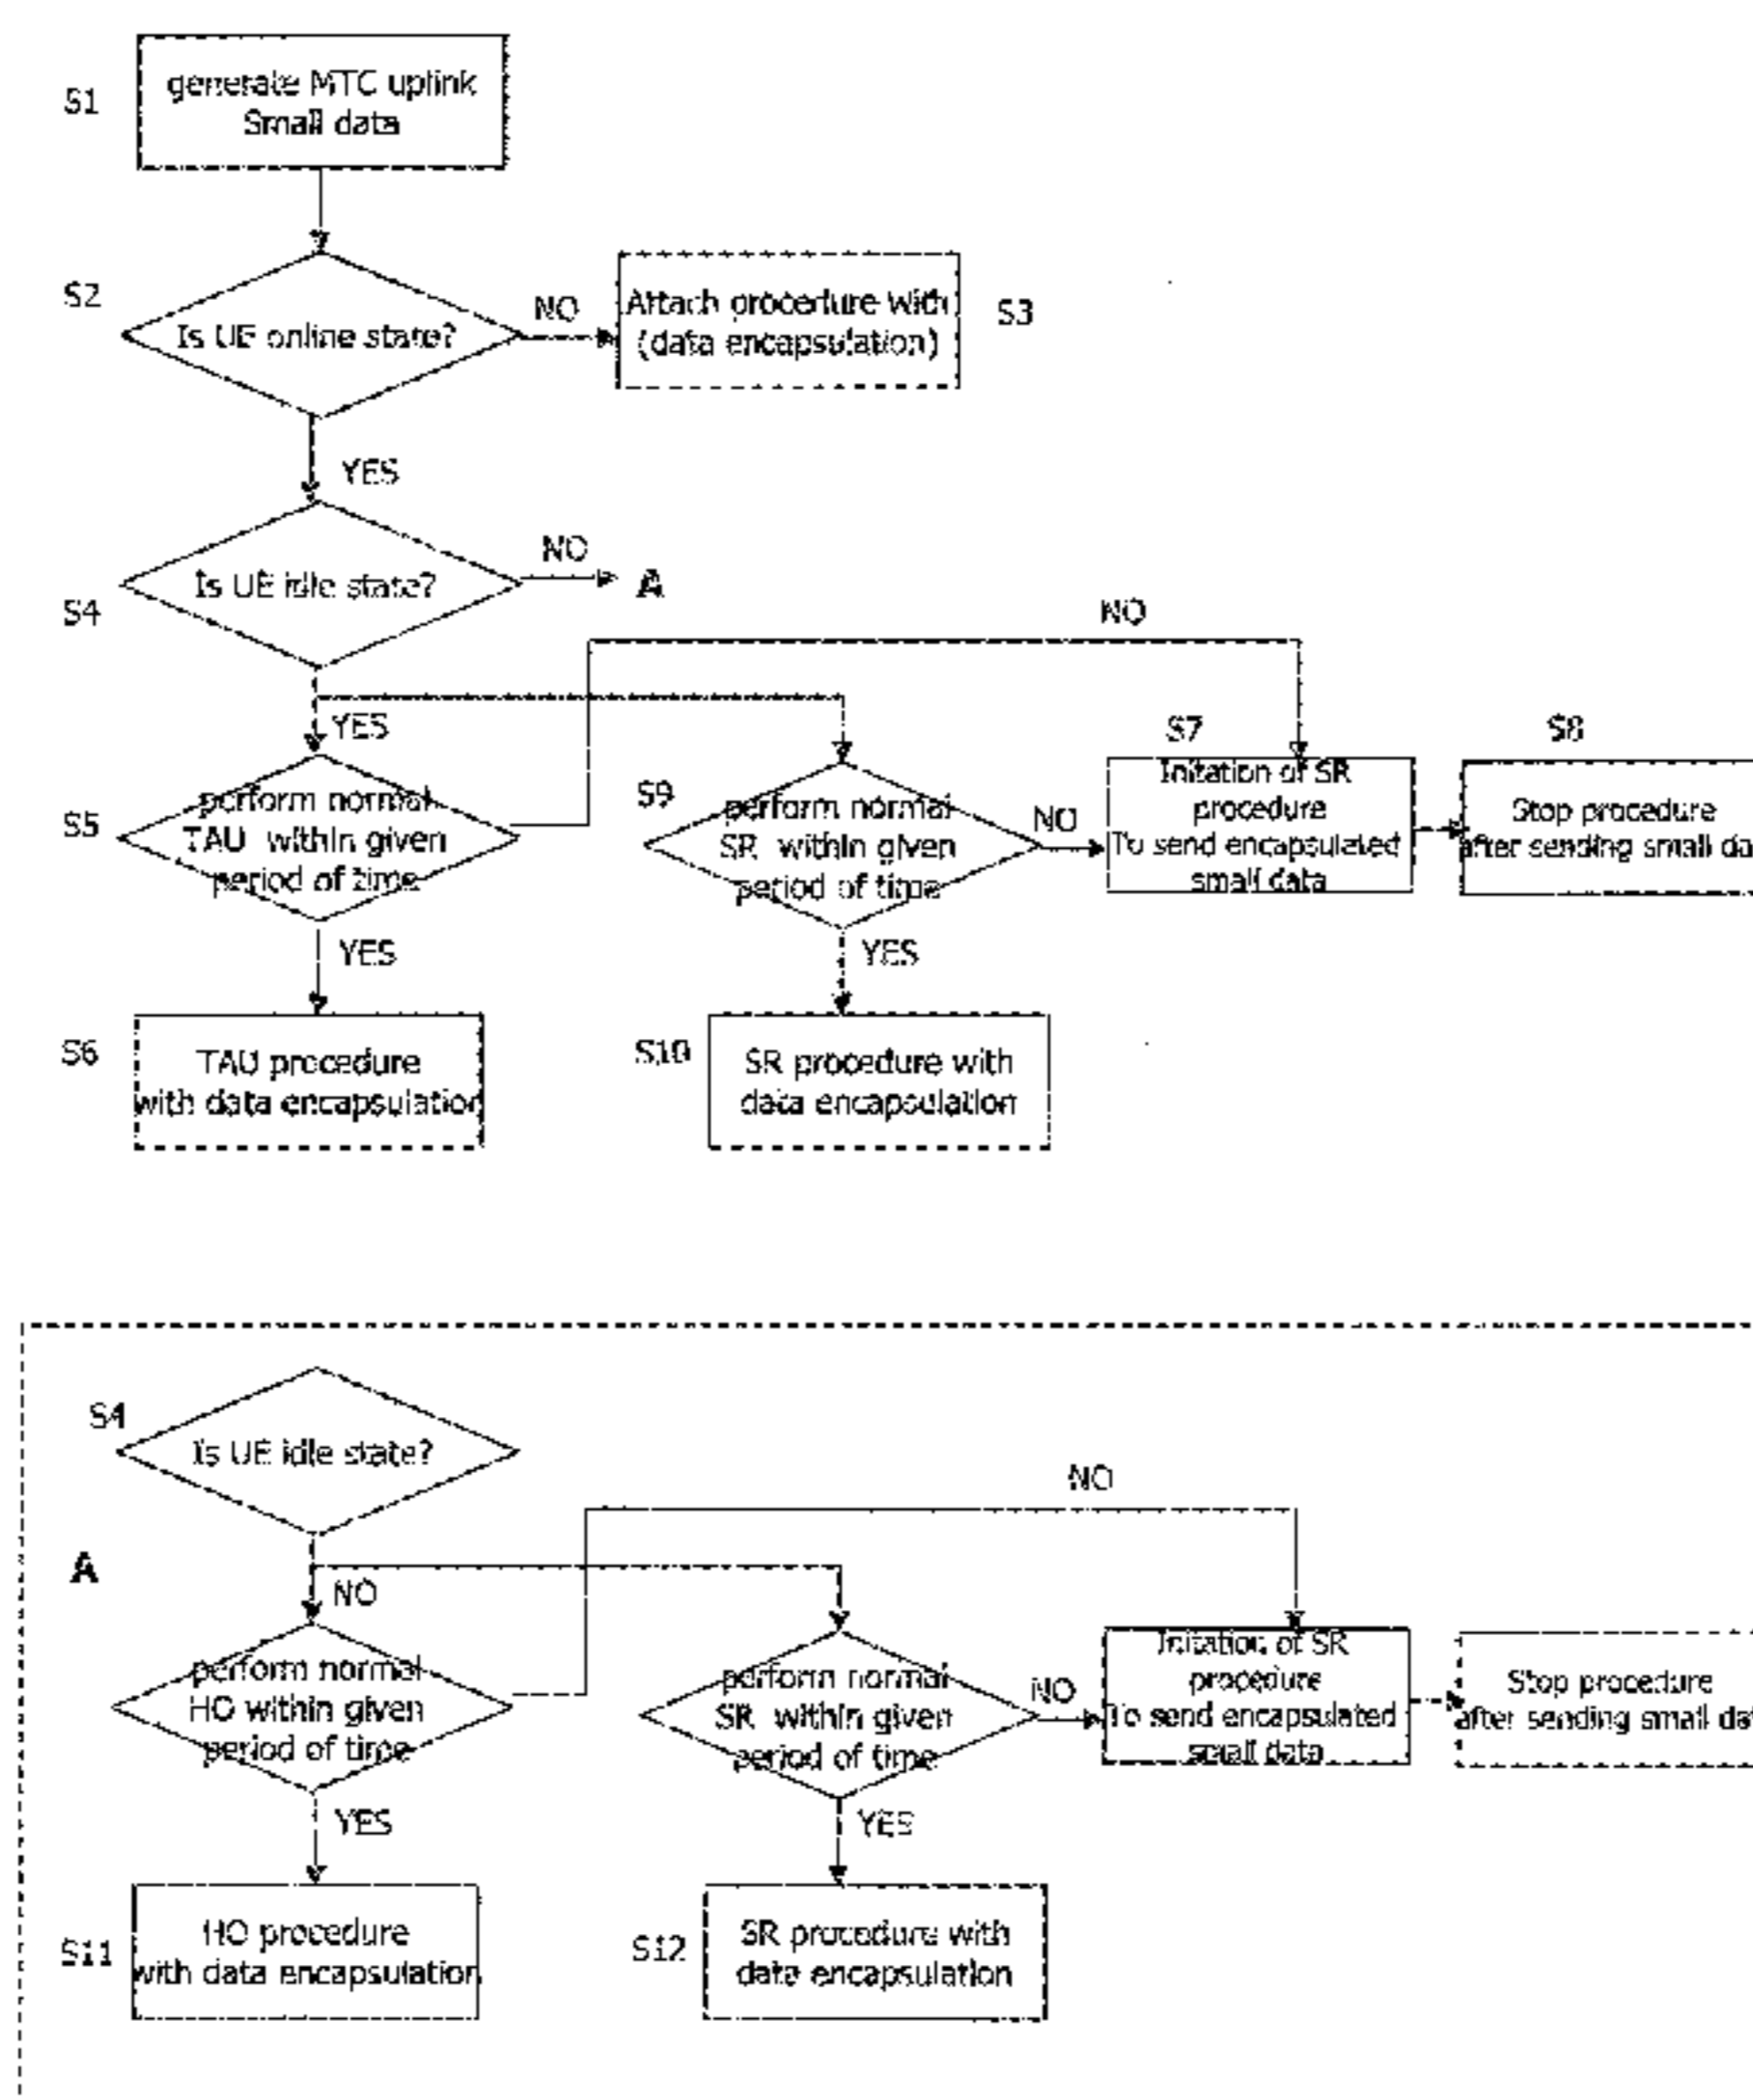 S1
generate MTC uplink
Small data
S2
Is UE online state?
NO
Attach procedure with
(data encapsulation)
S3
YES
S4
Is UE idle state?
NO
A
NO
YES
S5
perform normal
TAU within given
period of time
S9
perform normal
SR within given
period of time
NO
S7
Initation of SR
procedure
To send encapsulated
small data
S8
Stop procedure
after sending small
YES
YES
S6
TAU procedure
with data encapsulation
S10
SR procedure with
data encapsulation
S4
Is UE idle state?
NO
A
NO
perform normal
HO within given
period of time
perform normal
SR within given
period of time
NO
Initation of SR
procedure
To send encapsulated
small data
Stop procedure
after sending small
YES
YES
S11
HO procedure
with data encapsulation
S12
SR procedure with
data encapsulation